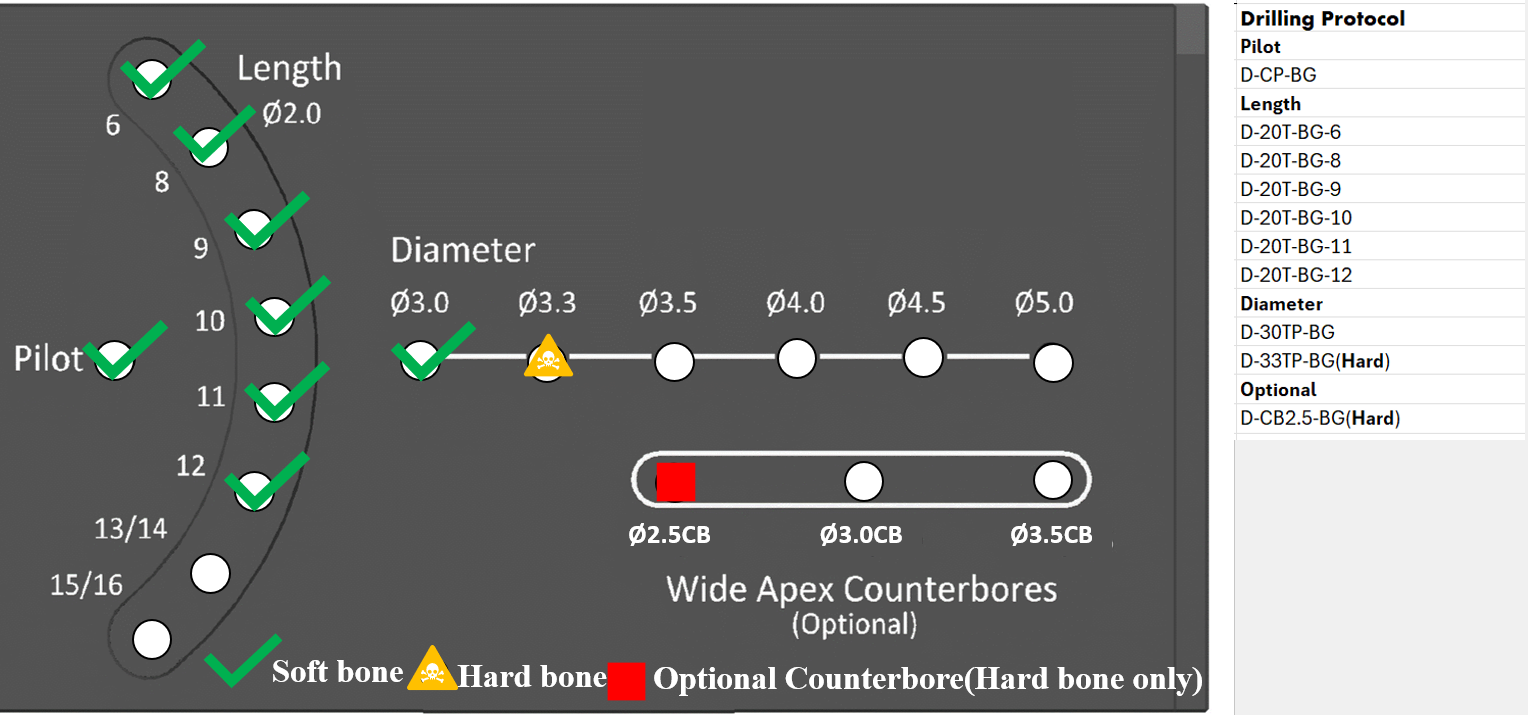 Length
Ø2.0
6
8
9
10
Pilot
11
12
13/14
15/16
Diameter
Ø3.0 Ø3.3 Ø3.5 Ø4.0 Ø4.5 Ø5.0
Ø2.5CB Ø3.0CB Ø3.5CB
Wide Apex Counterbores
(Optional)
Soft bone Hard bone Optional Counterbore(Hard bone only)
Drilling Protocol
Pilot
D-CP-BG
Length
D-20T-BG-6
D-20T-BG-8
D-20T-BG-9
D-20T-BG-10
D-20T-BG-11
D-20T-BG-12
Diameter
D-30TP-BG
D-33TP-BG(Hard)
Optional
D-CB2.5-BG(Hard)